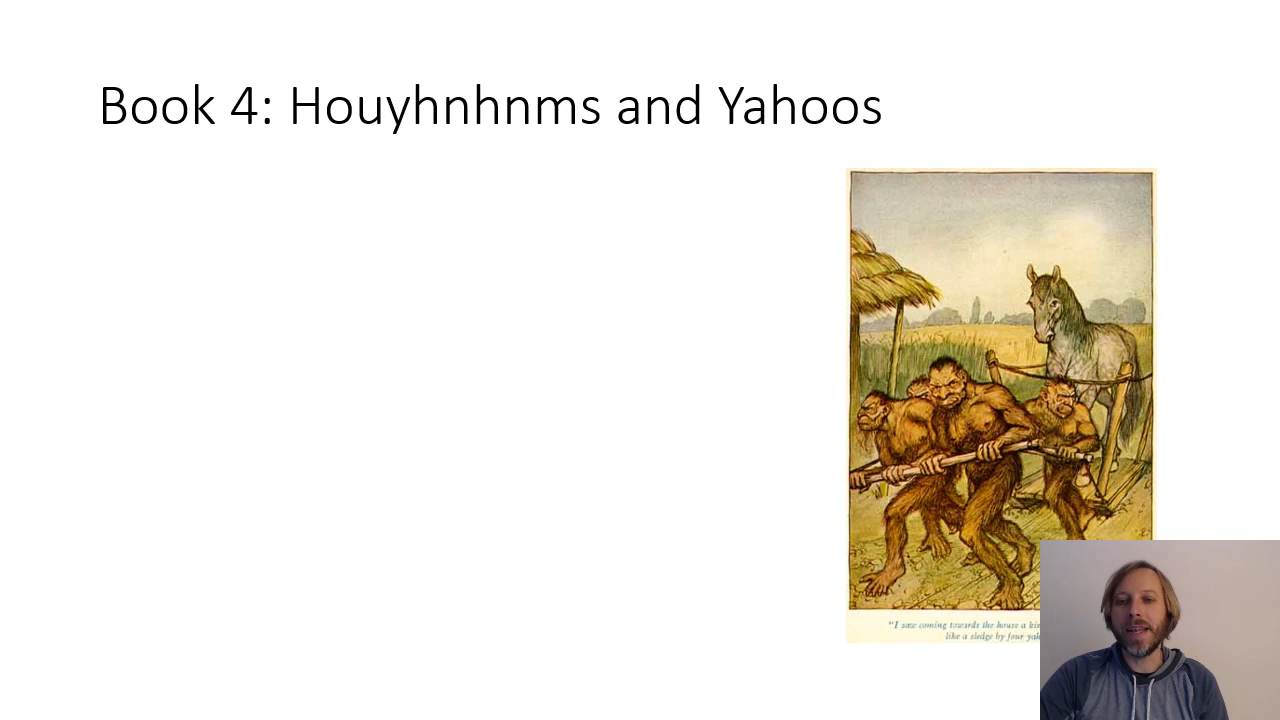 Book 4: Houyhnhnms and Yahoos
"I saw coming towards the house a
like a sledge by four